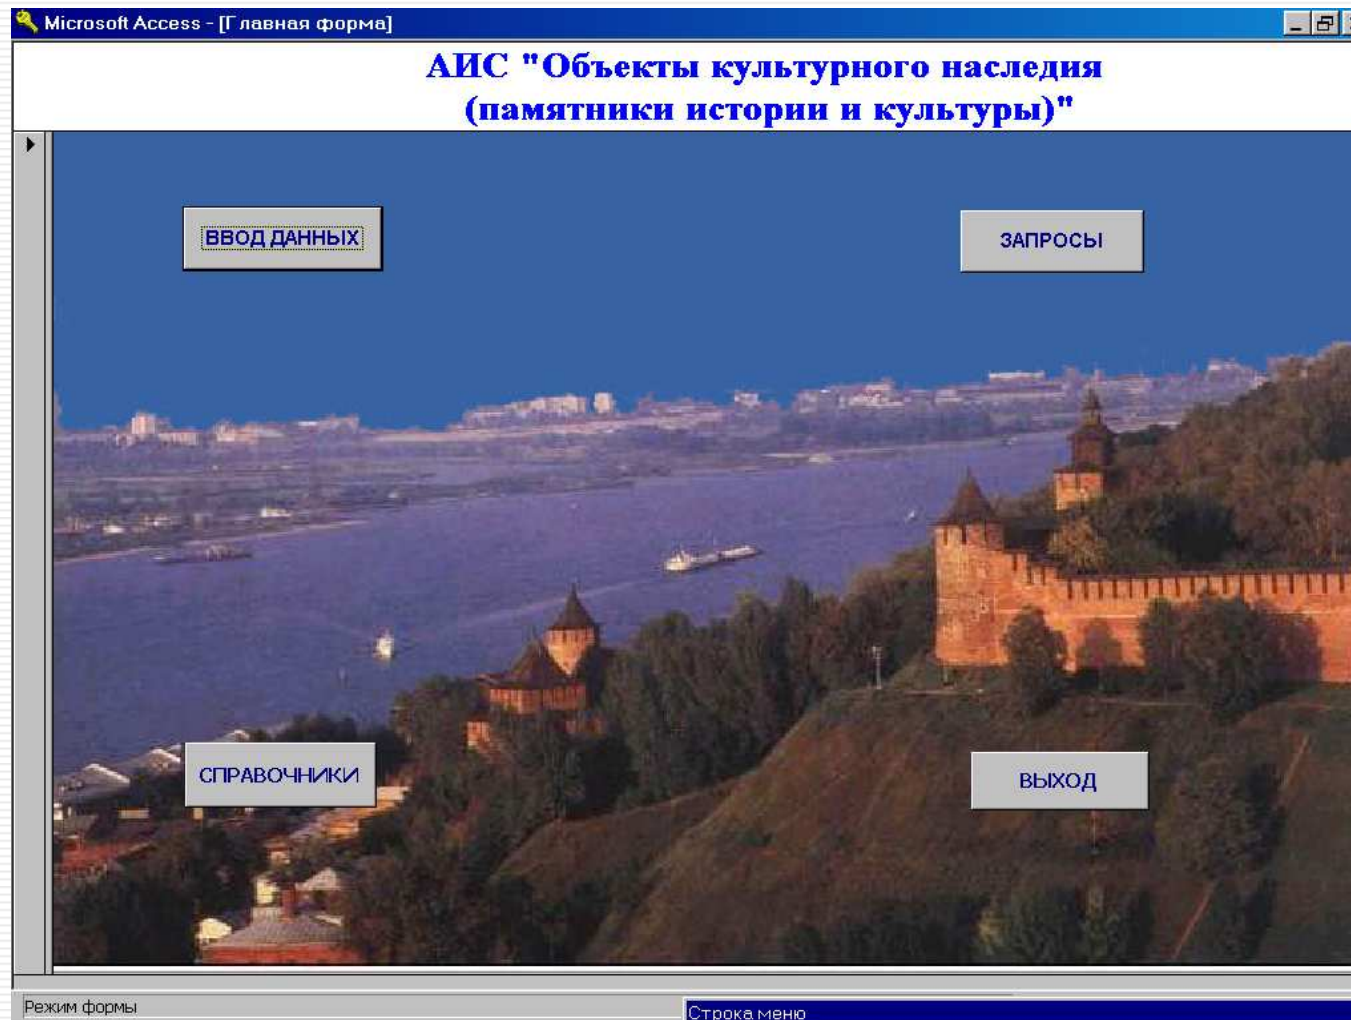 Microsoft Access - [Главная форма]
АИС "Объекты культурного наследия
(памятники истории и культуры)"
ВВОД ДАННЫХ
ЗАПРОСЫ
СПРАВОЧНИКИ
ВЫХОД
Режим формы
Строка меню